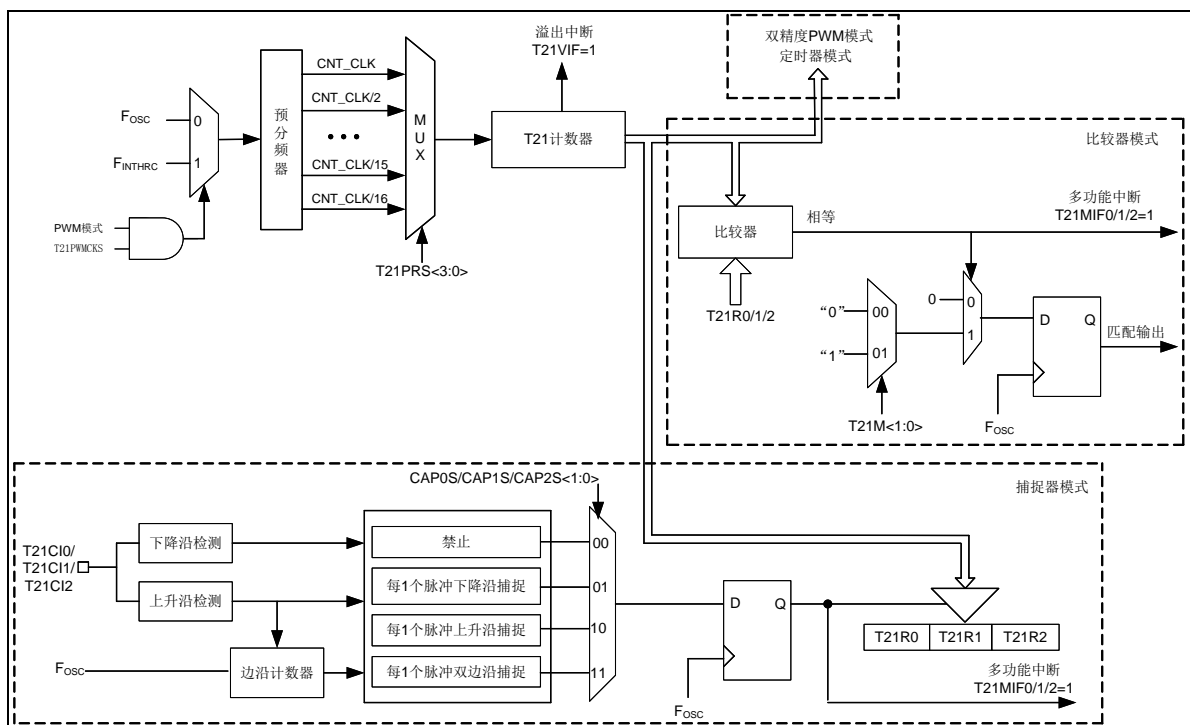 溢出中断
T21VIF=1
双精度PWM模式
定时器模式
CNT_CLK
CNT_CLK/2
CNT_CLK/15
CNT_CLK/16
预
分
频
器
M
U
X
T21计数器
FOSC
0
FINTHRC
1
PWM模式
T21PWMCKS
T21PRS<3:0>
比较器模式
多功能中断
T21MIF0/1/2=1
相等
比较器
T21R0/1/2
“0”
00
“1”
01
0
0
1
D
Q
匹配输出
T21M<1:0>
FOSC
捕捉器模式
CAP0S/CAP1S/CAP2S<1:0>
T21CI0/
T21CI1/
T21CI2
下降沿检测
上升沿检测
FOSC
边沿计数器
禁止
00
每1个脉冲下降沿捕捉
01
每1个脉冲上升沿捕捉
10
每1个脉冲双边沿捕捉
11
D
Q
FOSC
T21R0
T21R1
T21R2
多功能中断
T21MIF0/1/2=1